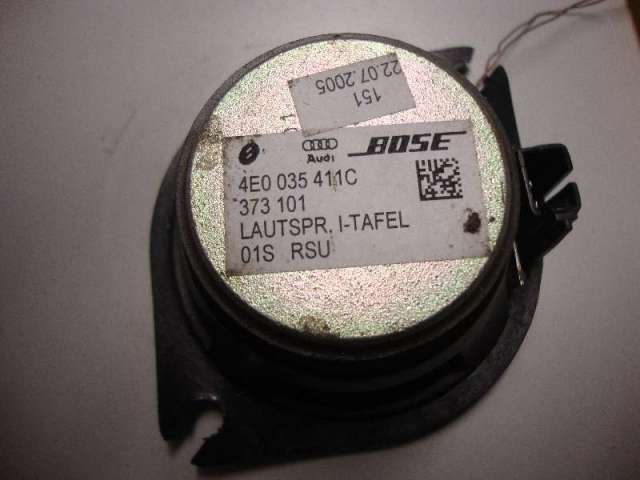 22.07.2005
151
Audi BOSE
4E0 035 411C
373 101
LAUTSPR. I-TAFEL
01S RSU